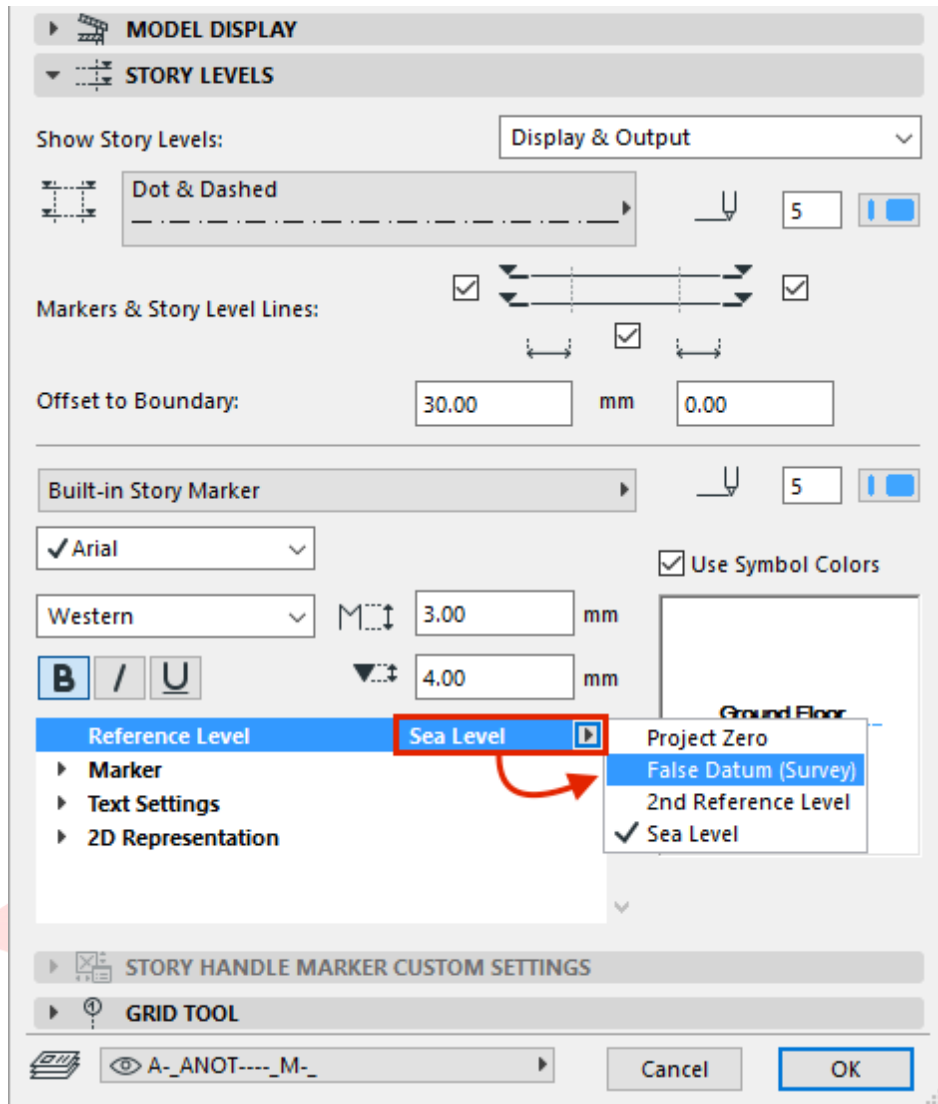 MODEL DISPLAY
STORY LEVELS
Show Story Levels: Display & Output
Dot & Dashed
5
Markers & Story Level Lines:
Offset to Boundary: 30.00 mm 0.00
Built-in Story Marker 5
Arial
Use Symbol Colors
Western M 3.00 mm
B I U 4.00 mm
Ground Floor
Reference Level Sea Level
Project Zero
Marker
False Datum (Survey)
Text Settings
2nd Reference Level
2D Representation
Sea Level
STORY HANDLE MARKER CUSTOM SETTINGS
1
GRID TOOL
A-_ANOT----_M-_ Cancel OK